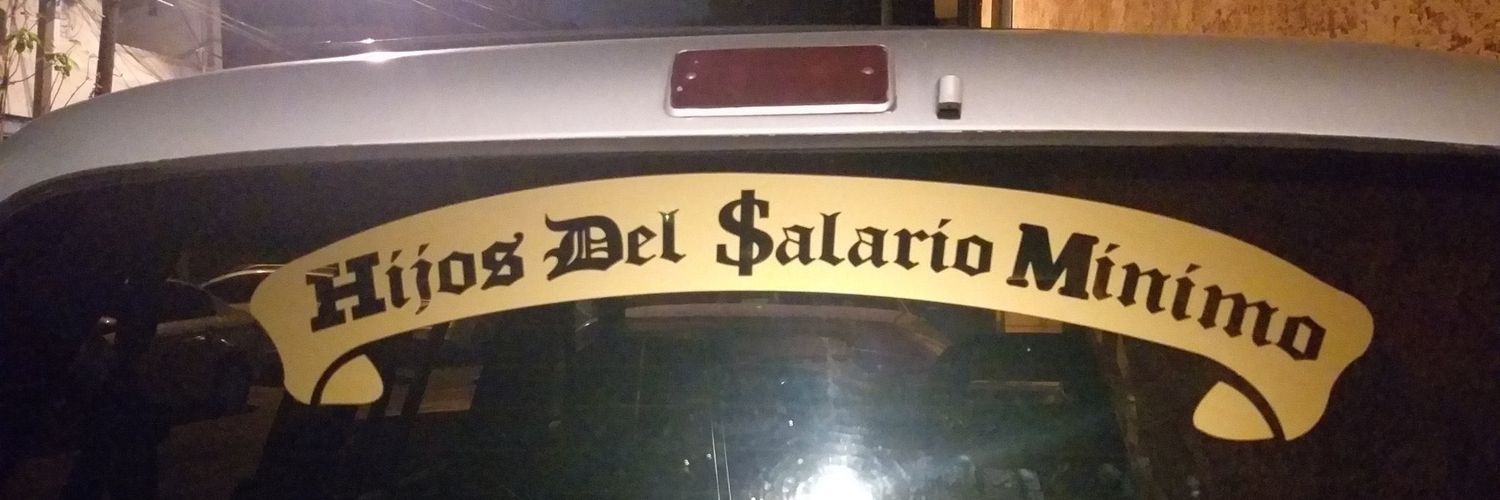 Hijos Del $alario Mínimo